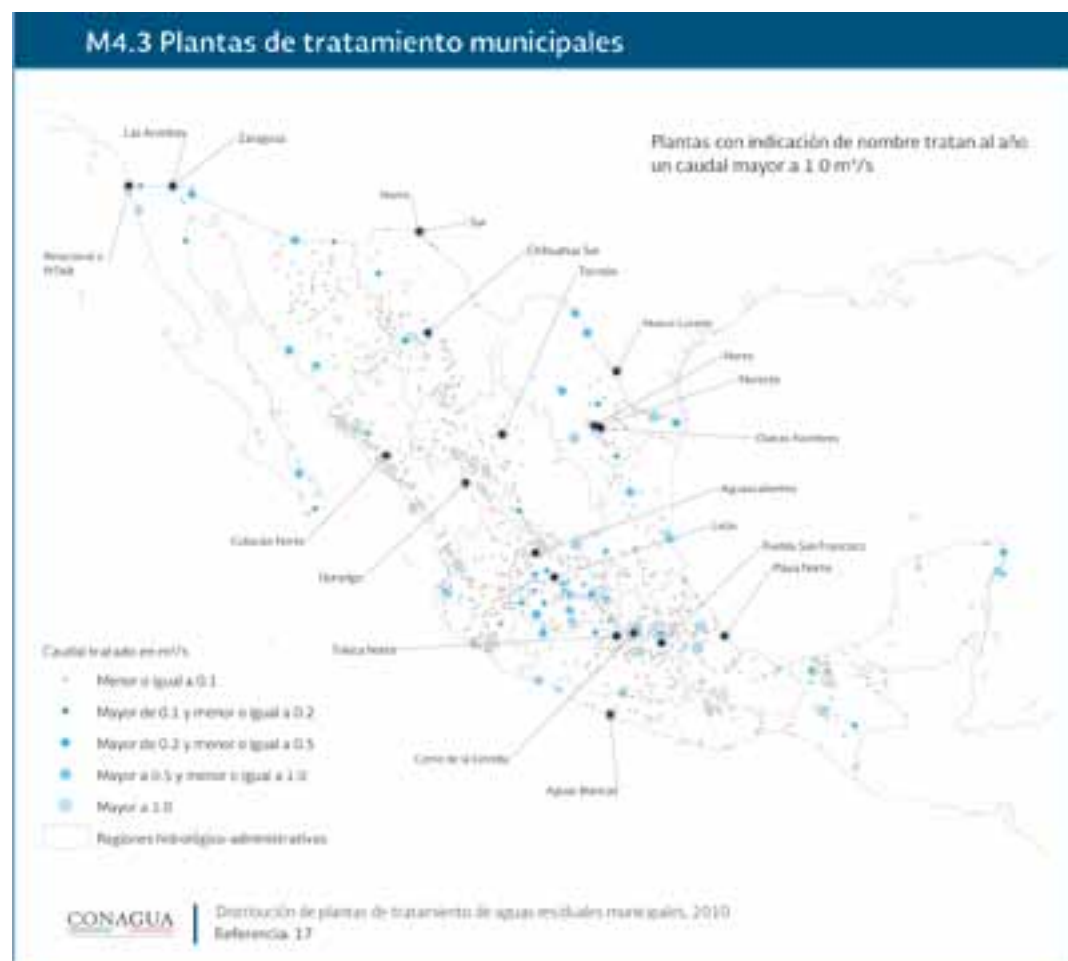 M4.3 Plantas de tratamiento municipales
Plantas con indicación de nombre tratan al año
un caudal mayor a 1 0 m³/s
Las Arenitas
Zaragoza
Norte
Sur
Chihuahua Sur
Torreón
Nuevo Laredo
Norte
Noreste
Dulces Nombres
Aguascalientes
León
Puebla San Francisco
Playa Norte
Culiacán Norte
Durango
Toluca Norte
Cerro de la Estrella
Aguas Blancas
Caudal tratado en m³/s
Menor o igual a 0.1
Mayor de 0.1 y menor o igual a 0.2
Mayor de 0.2 y menor o igual a 0.5
Mayor a 0.5 y menor o igual a 1.0
Mayor a 1.0
Regiones hidrológico-administrativas
CONAGUA
Distribución de plantas de tratamiento de aguas residuales municipales, 2010
Referencia. 17